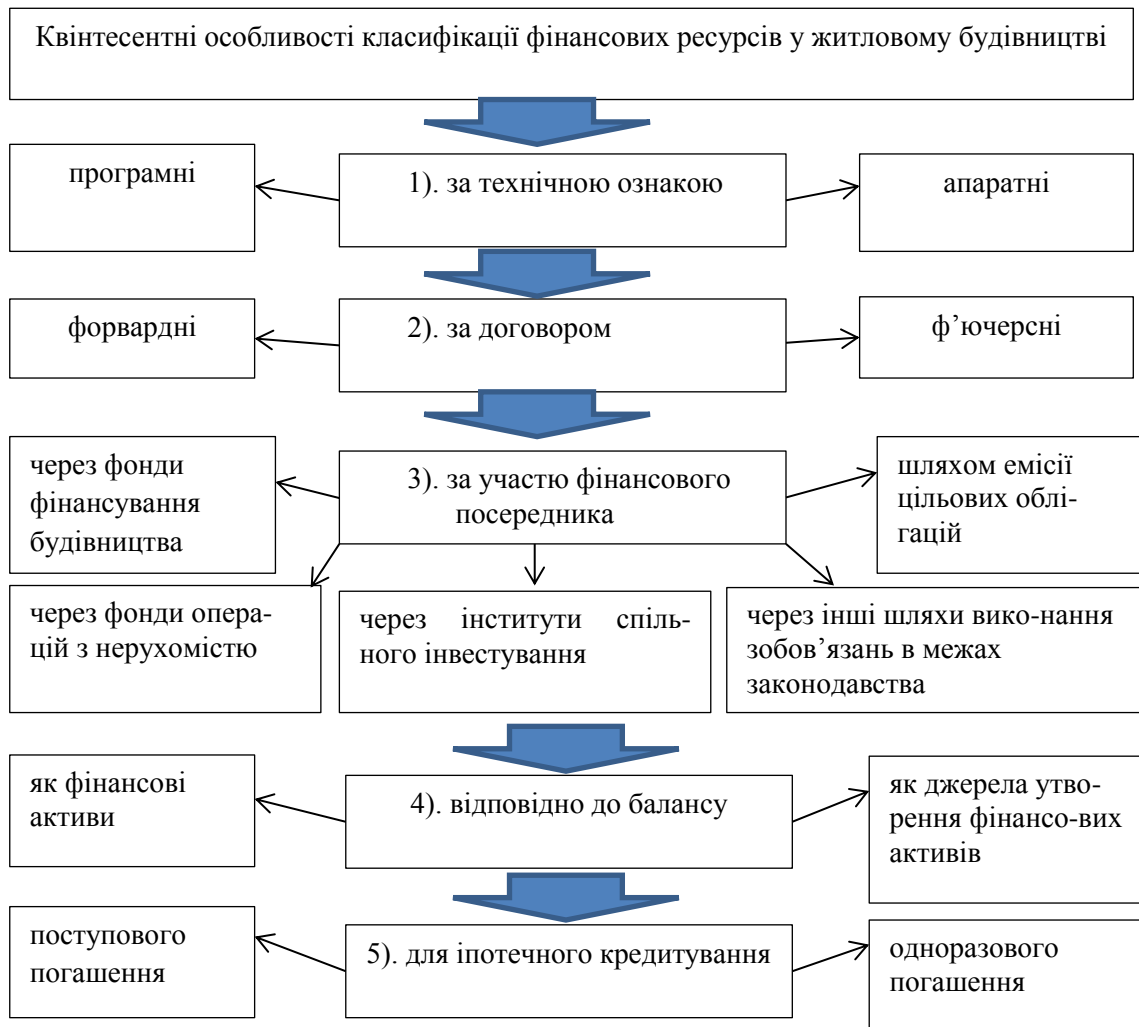 Квінтесентні особливості класифікації фінансових ресурсів у житловому будівництві
програмні
1). за технічною ознакою
апаратні
форвардні
2). за договором
ф’ючерсні
через фонди
фінансування
будівництва
3). за участю фінансового
посередника
шляхом емісії
цільових облі-
гацій
через фонди опера-
цій з нерухомістю
через інститути спіль-
ного інвестування
через інші шляхи вико-нання
зобов’язань в межах
законодавства
як фінансові
активи
4). відповідно до балансу
як джерела утво-
рення фінансо-вих
активів
поступового
погашення
5). для іпотечного кредитування
одноразового
погашення